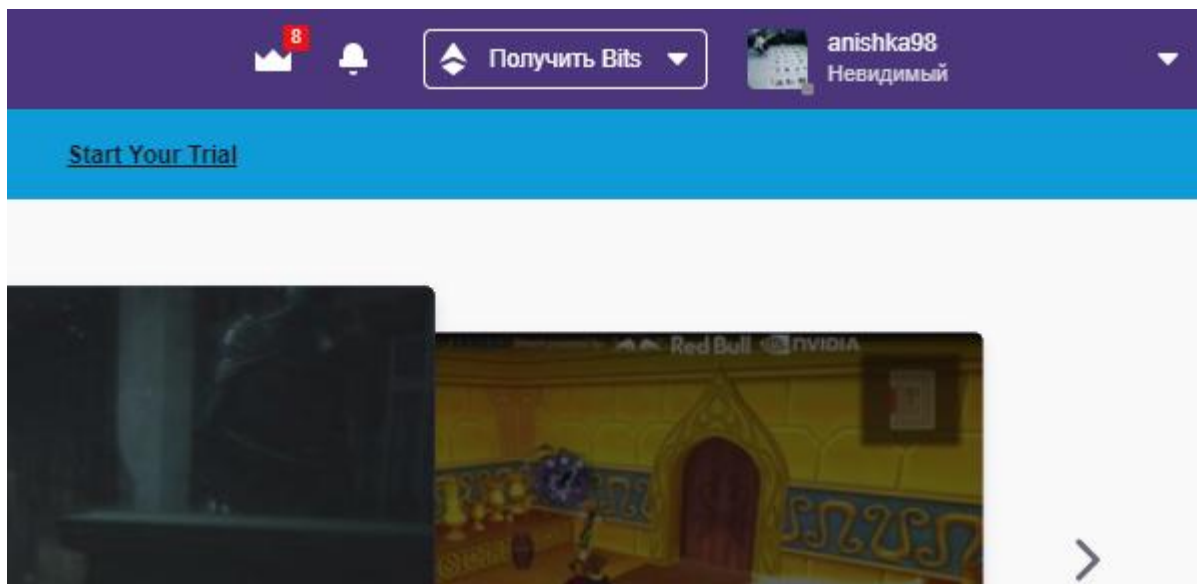 8
Получить Bits
anishka98
Невидимый
Start Your Trial
Red Bull NVIDIA